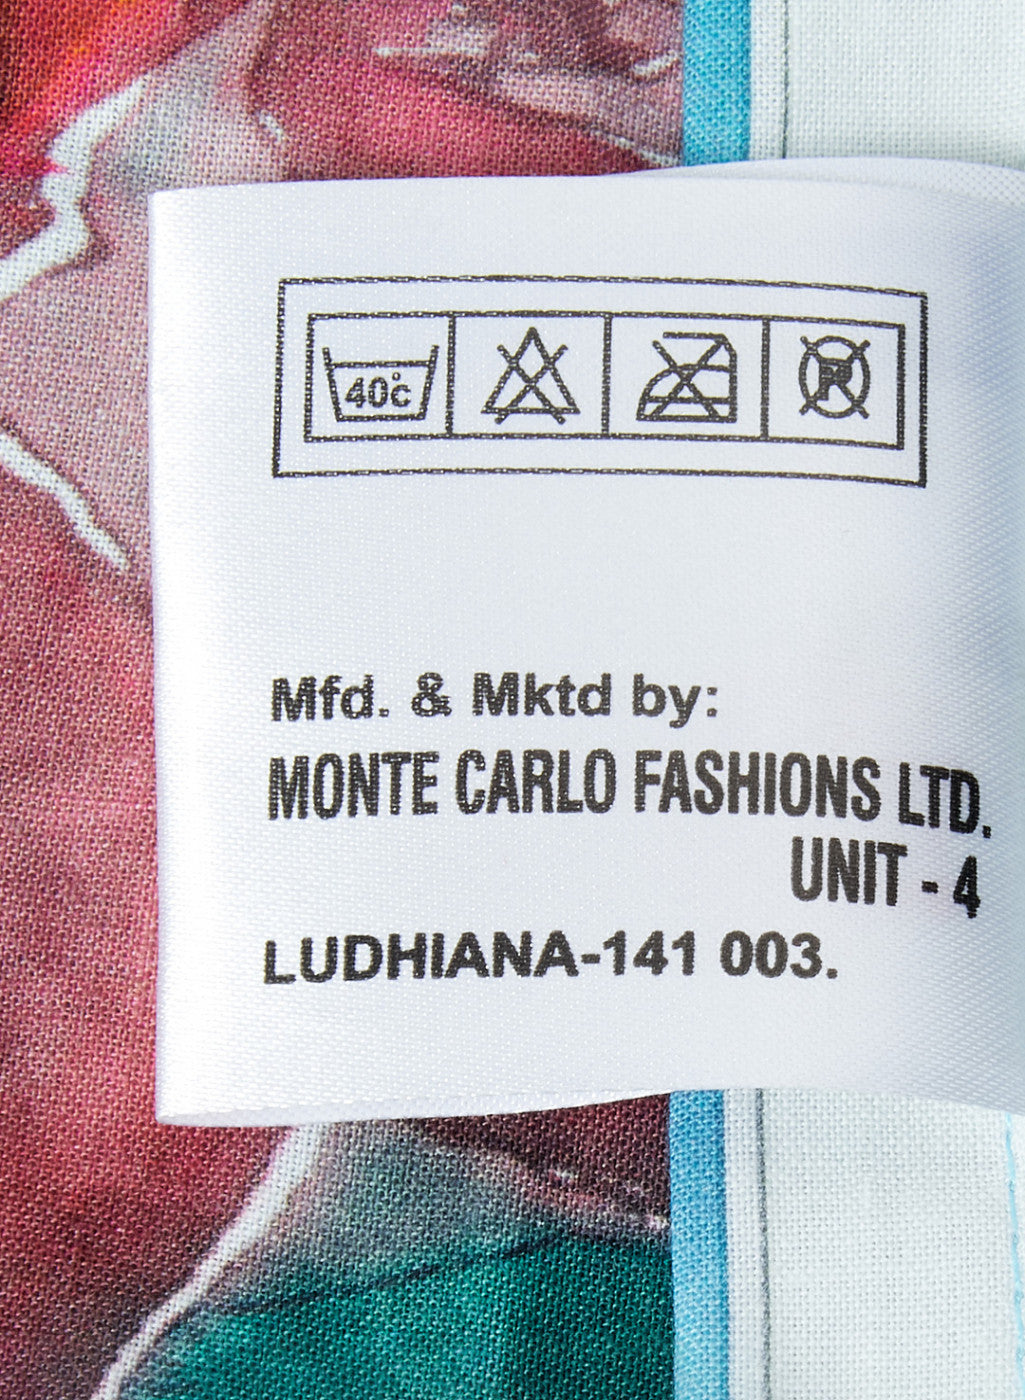 40°c
P
Mfd. & Mktd by:
MONTE CARLO FASHIONS LTD.
UNIT - 4
LUDHIANA-141 003.